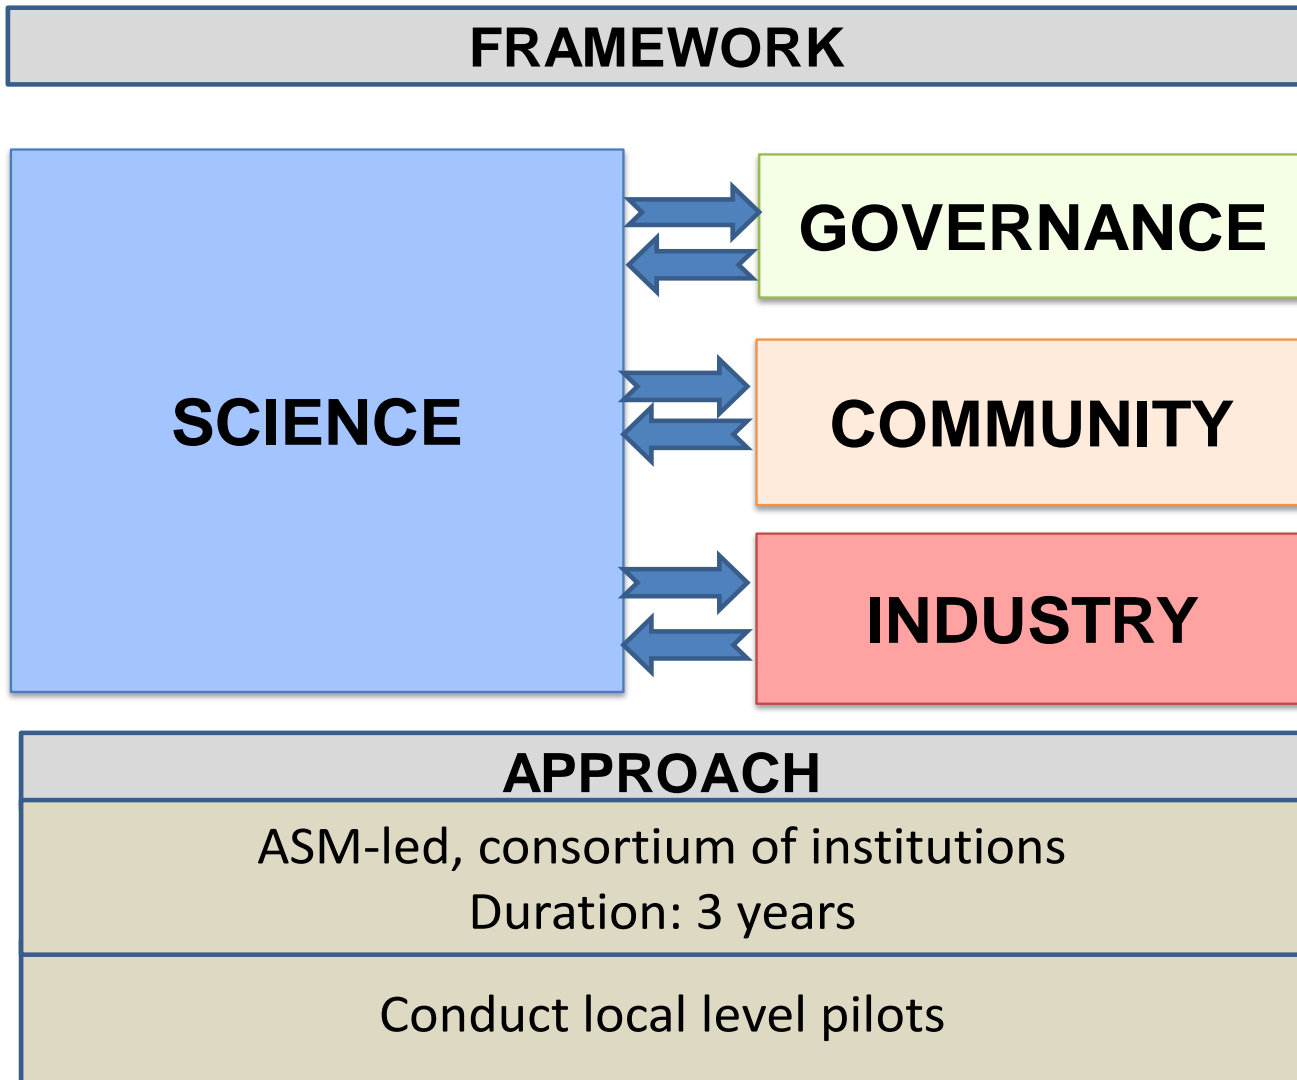 FRAMEWORK
SCIENCE
GOVERNANCE
COMMUNITY
INDUSTRY
APPROACH
ASM-led, consortium of institutions
Duration: 3 years
Conduct local level pilots